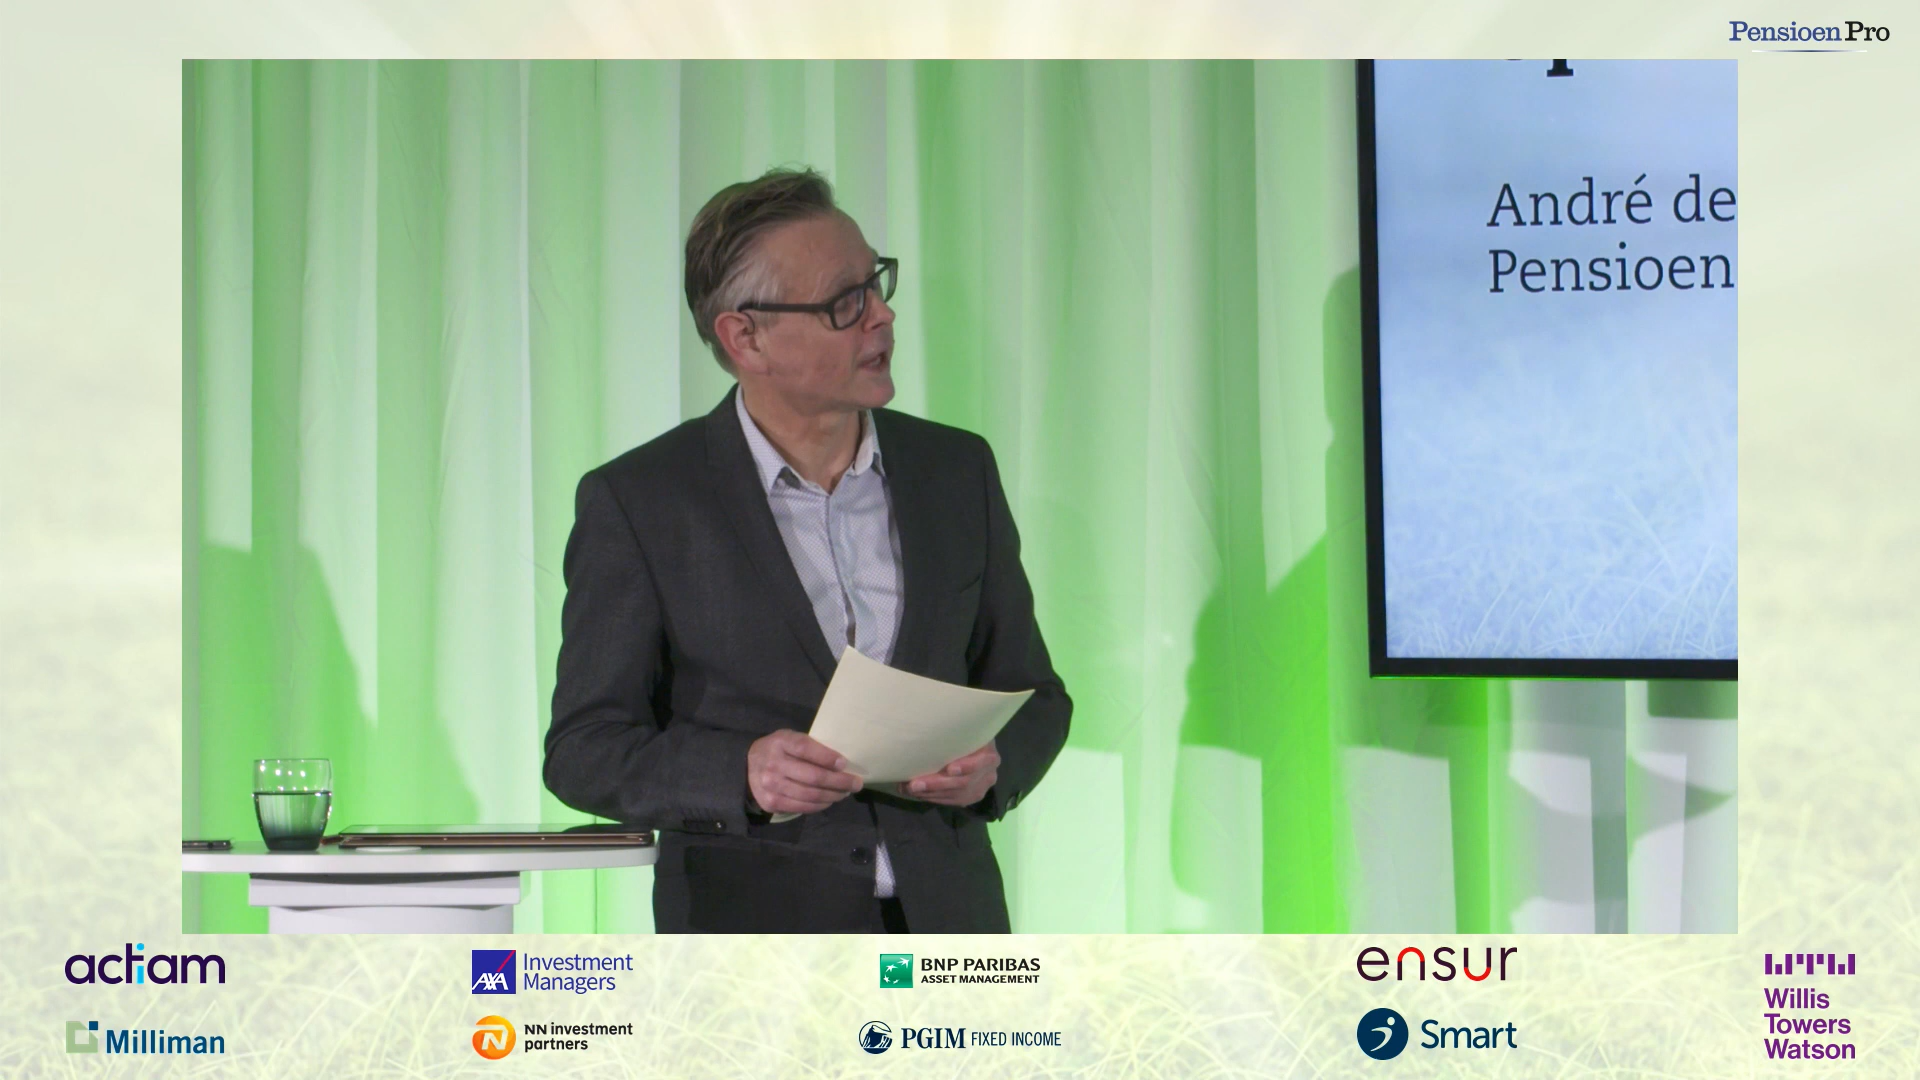 PensioenPro
André de
Pensioen
actiam
AXA
Investment
Managers
BNP PARIBAS
ASSET MANAGEMENT
ensur
Willis
Towers
Watson
Milliman
NN investment
partners
PGIM FIXED INCOME
Smart